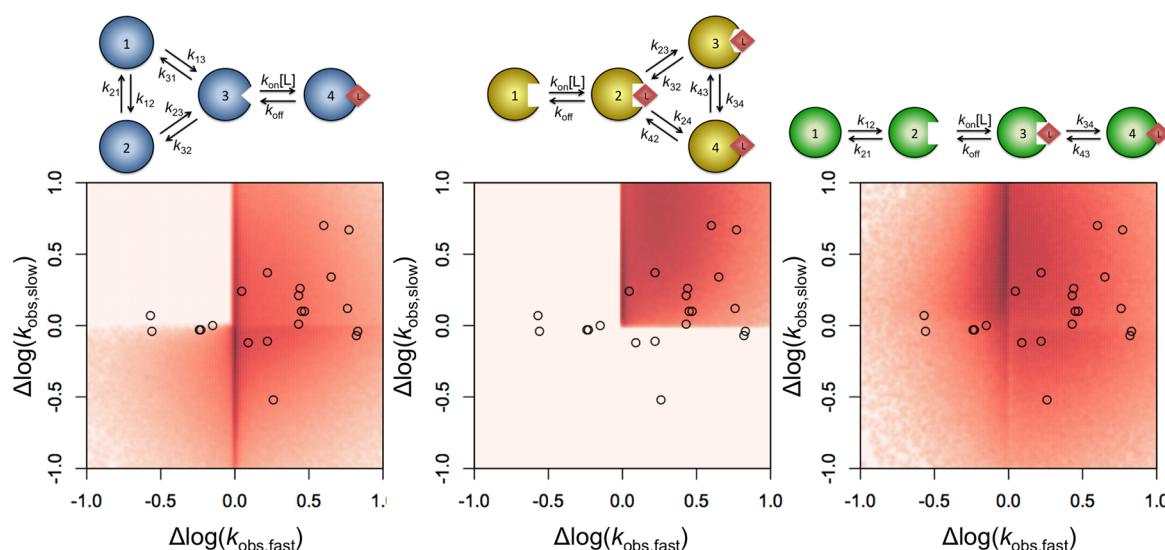 1
k13
k31
k21
k12
3
kon[L]
koff
4
L
k23
k32
2
3
L
k23
k32
1
kon[L]
koff
2
L
k43
k34
k24
k42
4
L
1
k12
k21
2
kon[L]
koff
3
L
k34
k43
4
L
1.0
0.5
0.0
-0.5
-1.0
Δlog(kobs,slow)
-1.0 -0.5 0.0 0.5 1.
Δlog(kobs,fast)
1.0
0.5
0.0
-0.5
-1.0
Δlog(kobs,slow)
-1.0 -0.5 0.0 0.5 1.0
Δlog(kobs,fast)
1.0
0.5
0.0
-0.5
-1.0
Δlog(kobs,slow)
-1.0 -0.5 0.0 0.5 1.0
Δlog(kobs,fast)